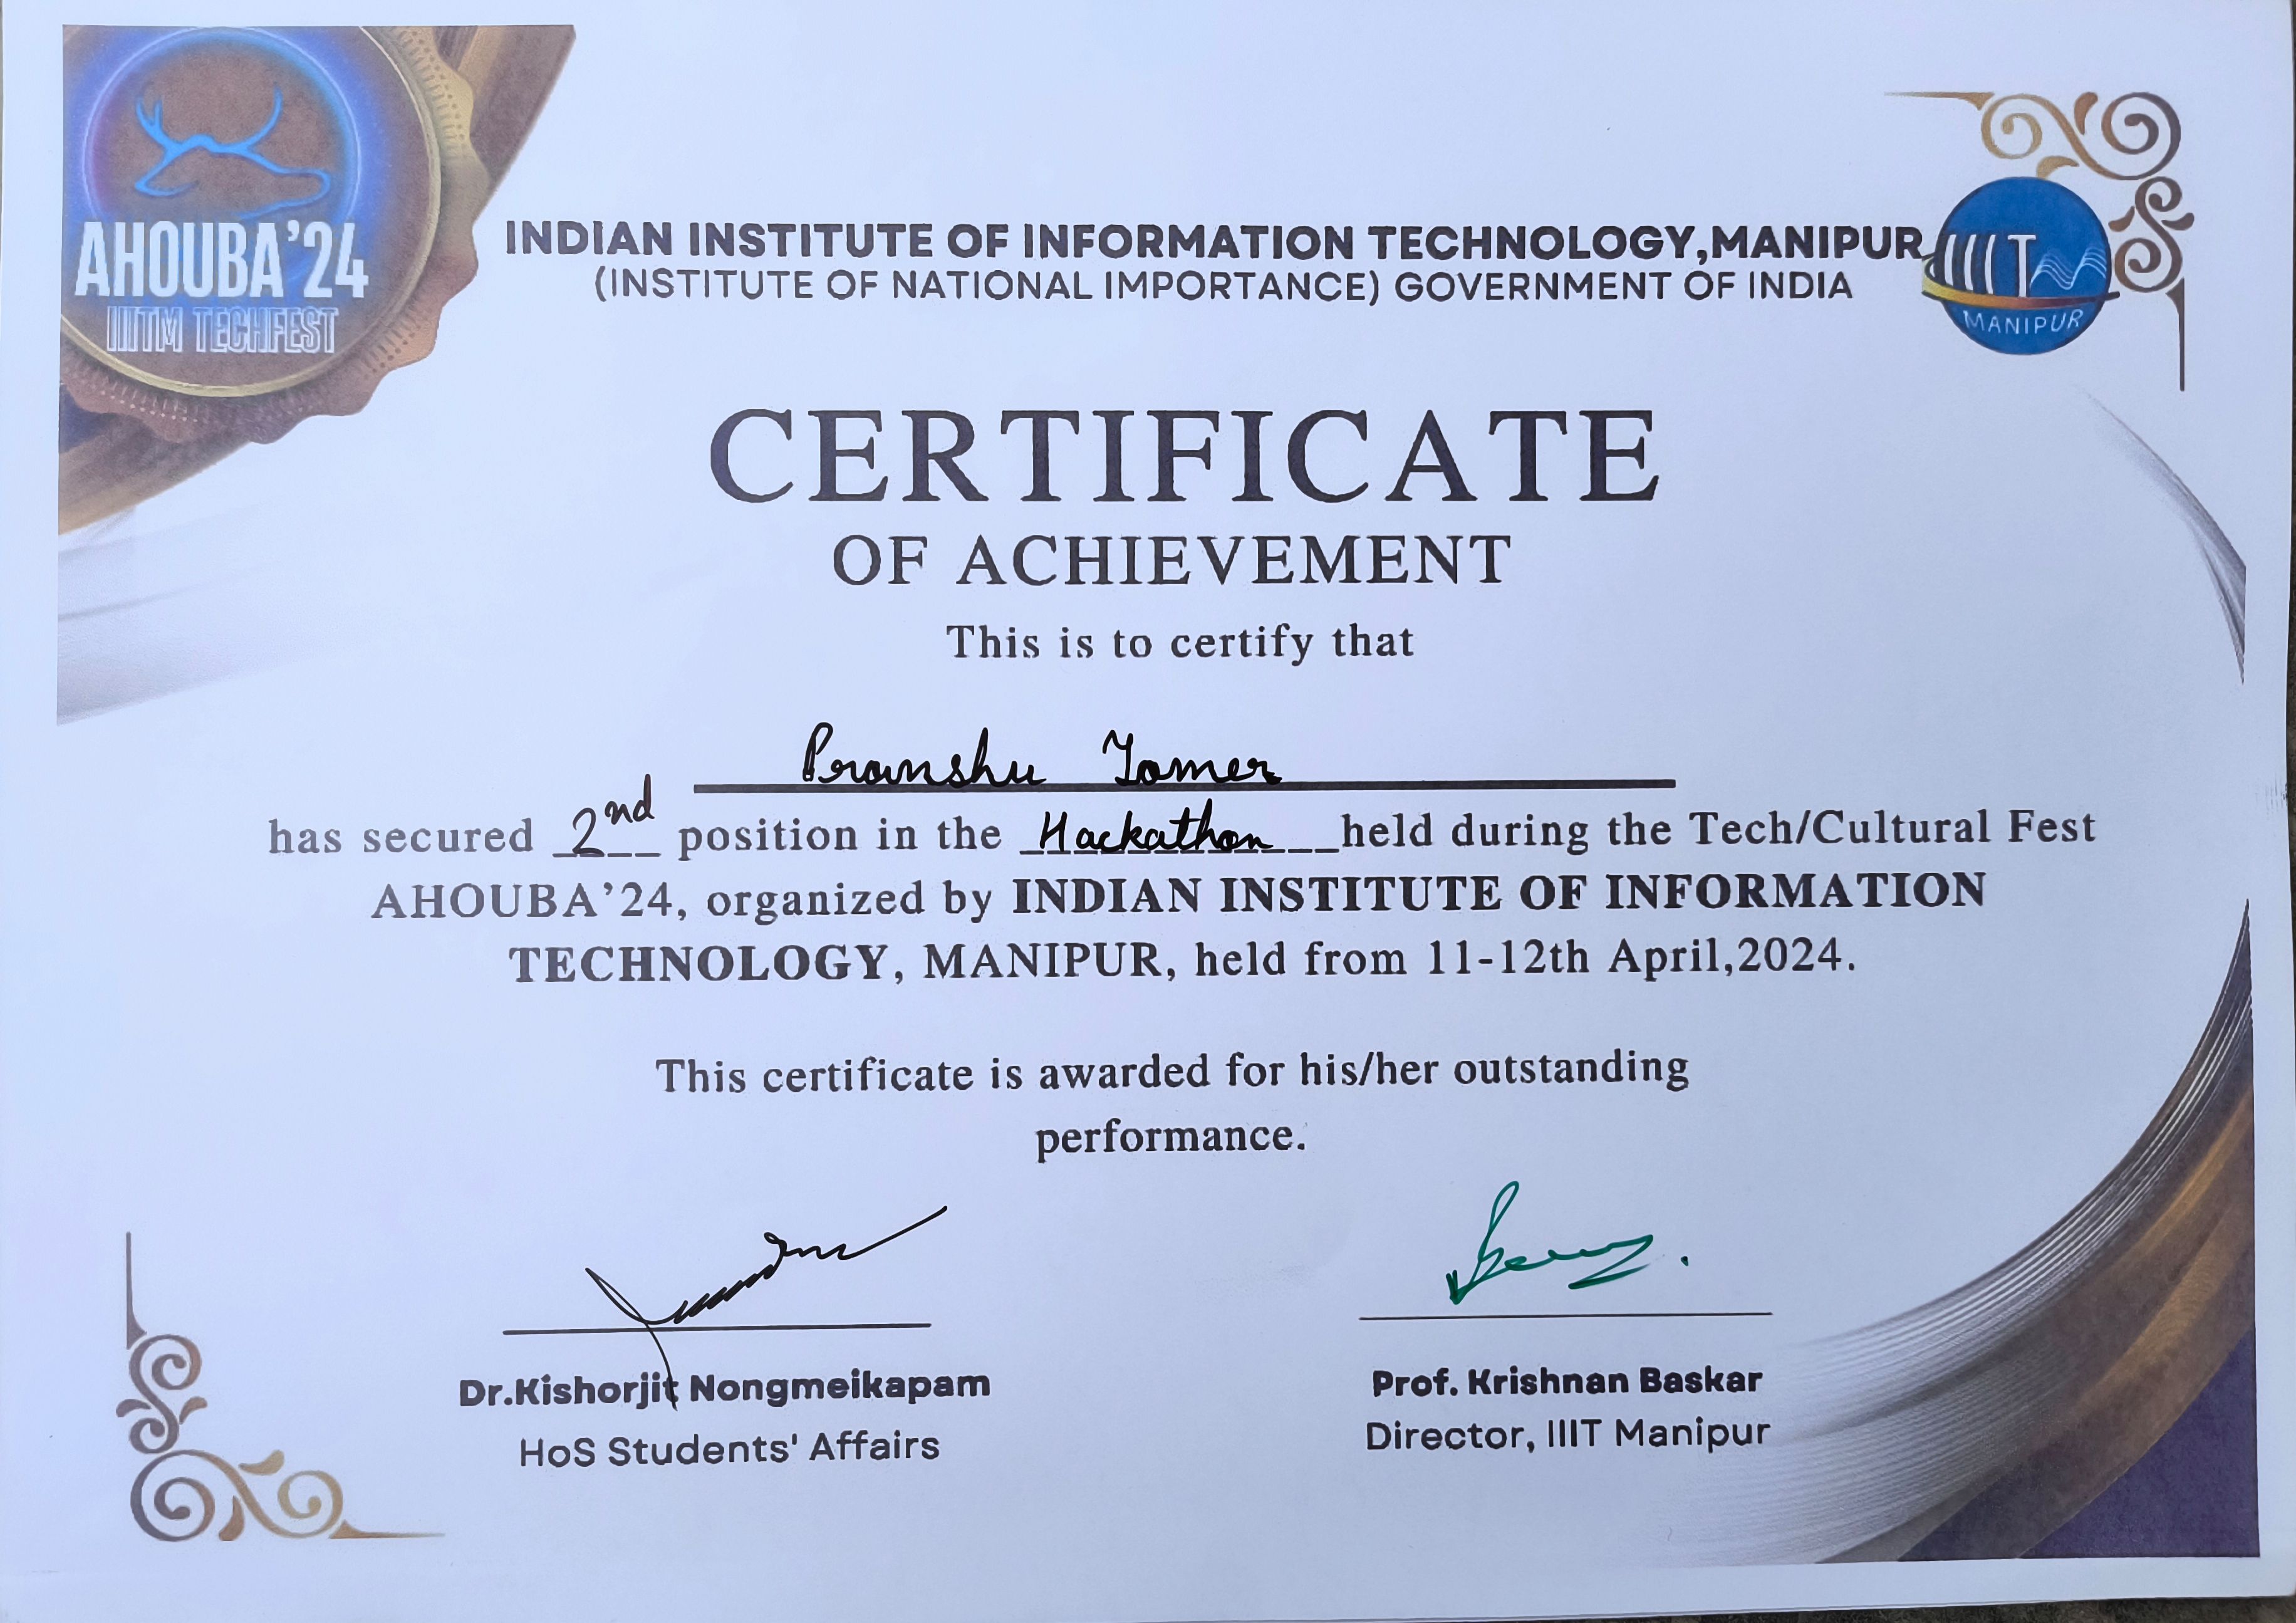 AHOUBA'24
IIITM TECHFEST
INDIAN INSTITUTE OF INFORMATION TECHNOLOGY,MANIPUR
(INSTITUTE OF NATIONAL IMPORTANCE) GOVERNMENT OF INDIA
IIIT
MANIPUR
CERTIFICATE
OF ACHIEVEMENT
This is to certify that
Pranshu Tomer
has secured 2nd position in the Hackathon held during the Tech/Cultural Fest
AHOUBA'24, organized by INDIAN INSTITUTE OF INFORMATION
TECHNOLOGY, MANIPUR, held from 11-12th April,2024.
This certificate is awarded for his/her outstanding
performance.
Dr.Kishorjit Nongmeikapam
HoS Students' Affairs
Prof. Krishnan Baskar
Director, IIIT Manipur